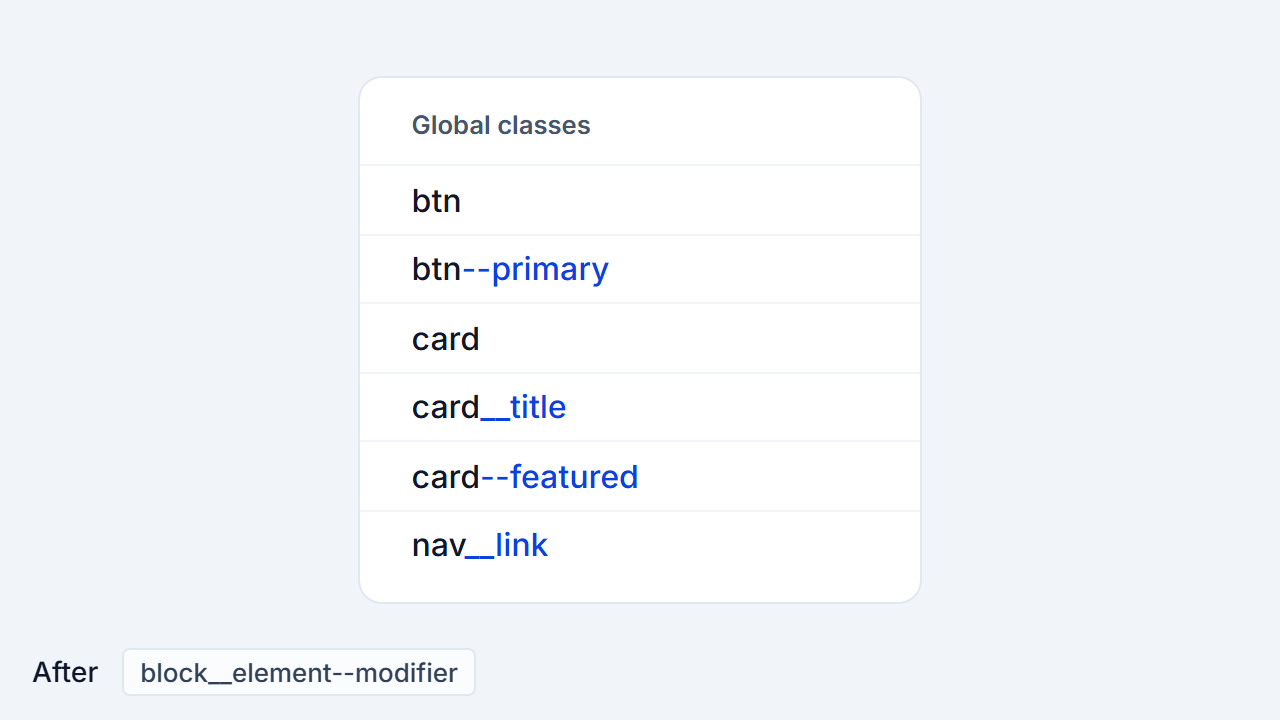 Global classes
btn
btn--primary
card
card__title
card--featured
nav__link
After block__element--modifier